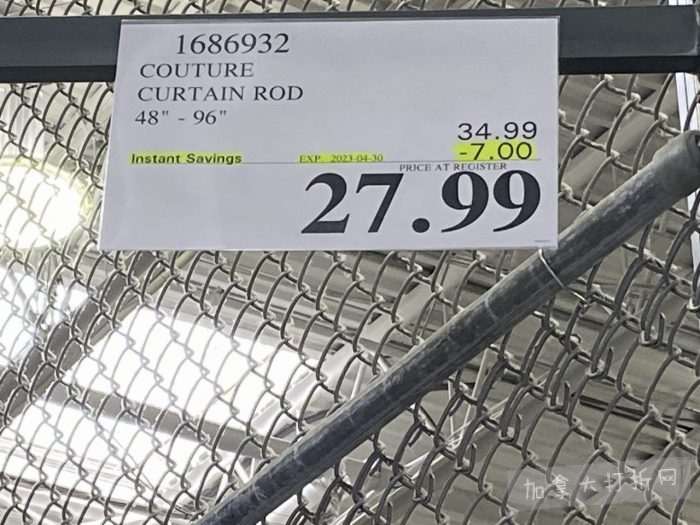 1686932
COUTURE
CURTAIN ROD
48" - 96"
34.99
Instant Savings EXP. 2023-04-30 -7.00
PRICE AT REGISTER
27.99
加拿大打折网